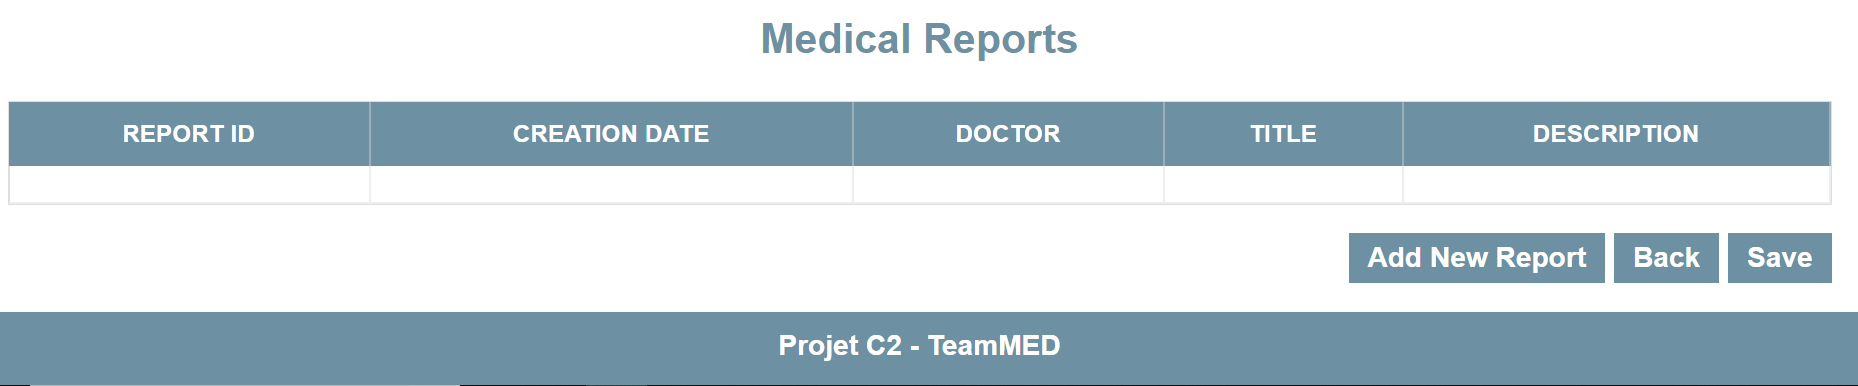 Medical Reports
REPORT ID CREATION DATE DOCTOR TITLE DESCRIPTION
Add New Report Back Save
Projet C2 - TeamMED